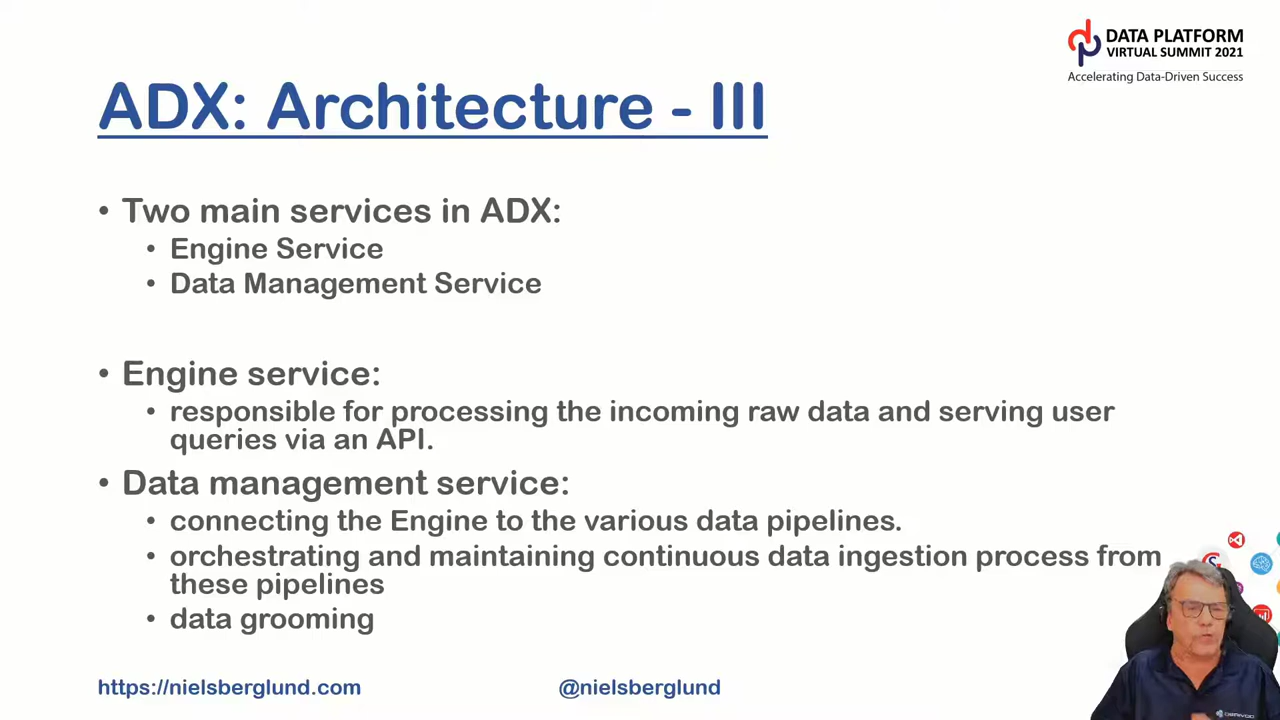 DATA PLATFORM
VIRTUAL SUMMIT 2021
Accelerating Data-Driven Success
ADX: Architecture - III
• Two main services in ADX:
• Engine Service
• Data Management Service
• Engine service:
• responsible for processing the incoming raw data and serving user
queries via an API.
• Data management service:
• connecting the Engine to the various data pipelines.
• orchestrating and maintaining continuous data ingestion process from
these pipelines
• data grooming
https://nielsberglund.com
@nielsberglund